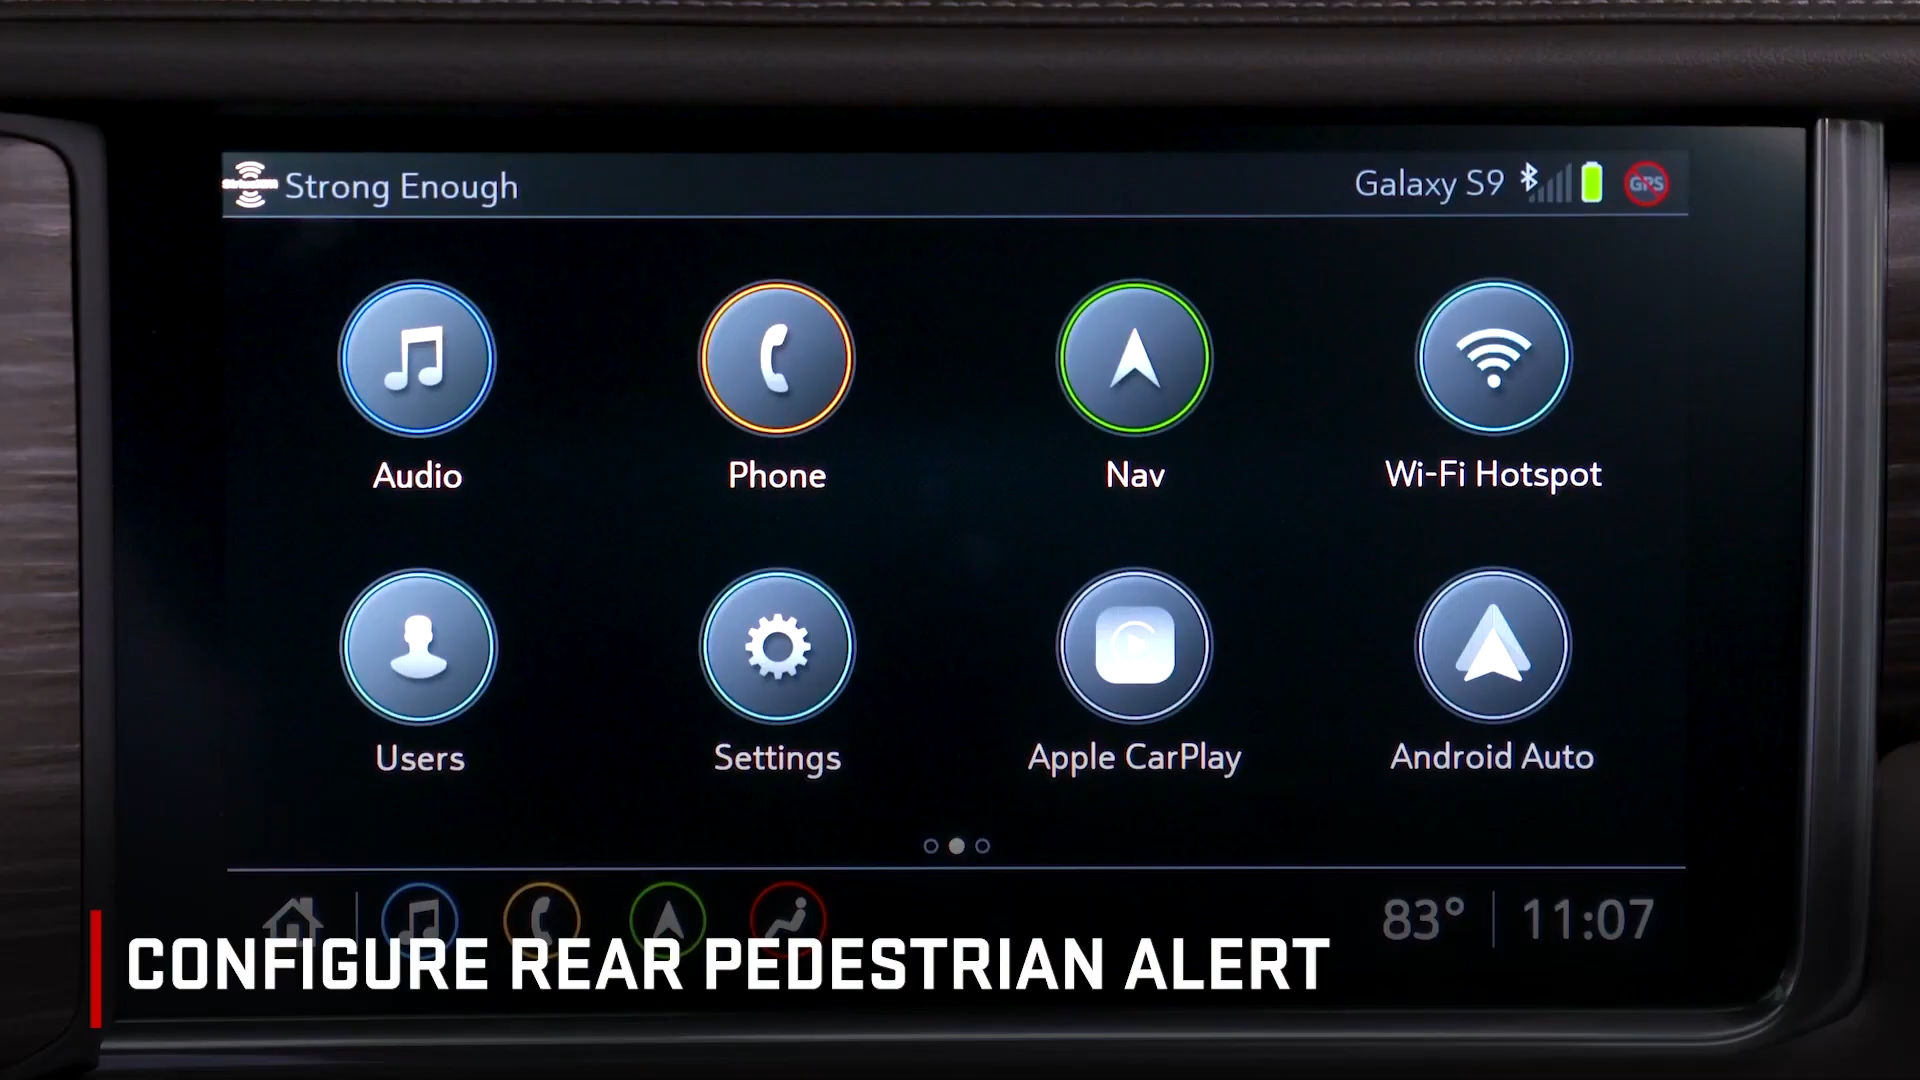 Strong Enough
Galaxy S9
GPS
Audio
Phone
Nav
Wi-Fi Hotspot
Users
Settings
Apple CarPlay
Android Auto
83° 11:07
CONFIGURE REAR PEDESTRIAN ALERT